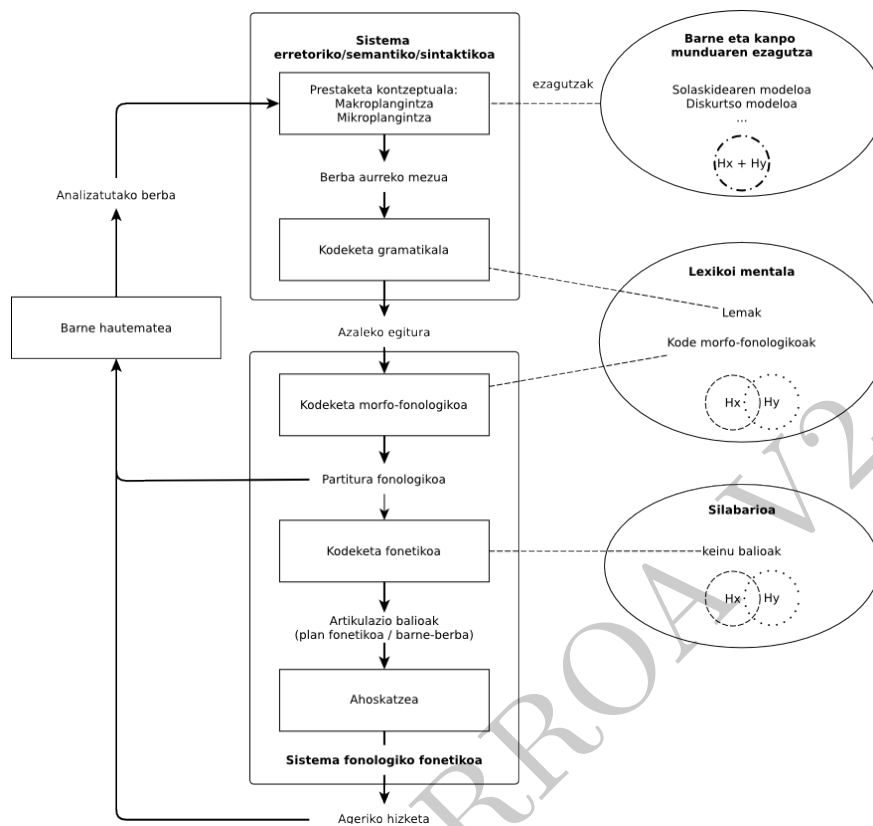 Sistema
erretoriko/semantiko/sintaktikoa
Prestaketa kontzeptuala:
Makroplangintza
Mikroplangintza
Berba aurreko mezua
Kodeketa gramatikala
Azaleko egitura
Kodeketa morfo-fonologikoa
Partitura fonologikoa
Kodeketa fonetikoa
Artikulazio balioak
(plan fonetikoa / barne-berba)
Ahoskatzea
Sistema fonologiko fonetikoa
Ageriko hizketa
Analizatutako berba
Barne hautematea
ezagutzak
Barne eta kanpo
munduaren ezagutza
Solaskidearen modeloa
Diskurtso modeloa
...
Hx + Hy
Lexikoi mentala
Lemak
Kode morfo-fonologikoak
Hx Hy
Silabarioa
keinu balioak
Hx Hy
RROA V2